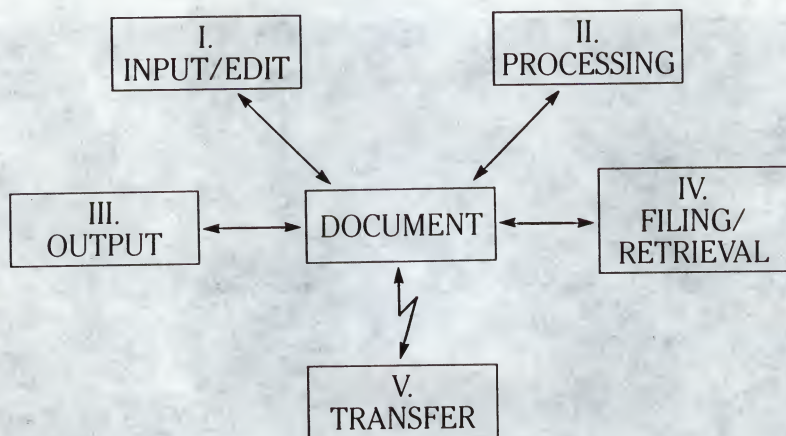 I.
INPUT/EDIT
II.
PROCESSING
III.
OUTPUT
DOCUMENT
IV.
FILING/
RETRIEVAL
V.
TRANSFER